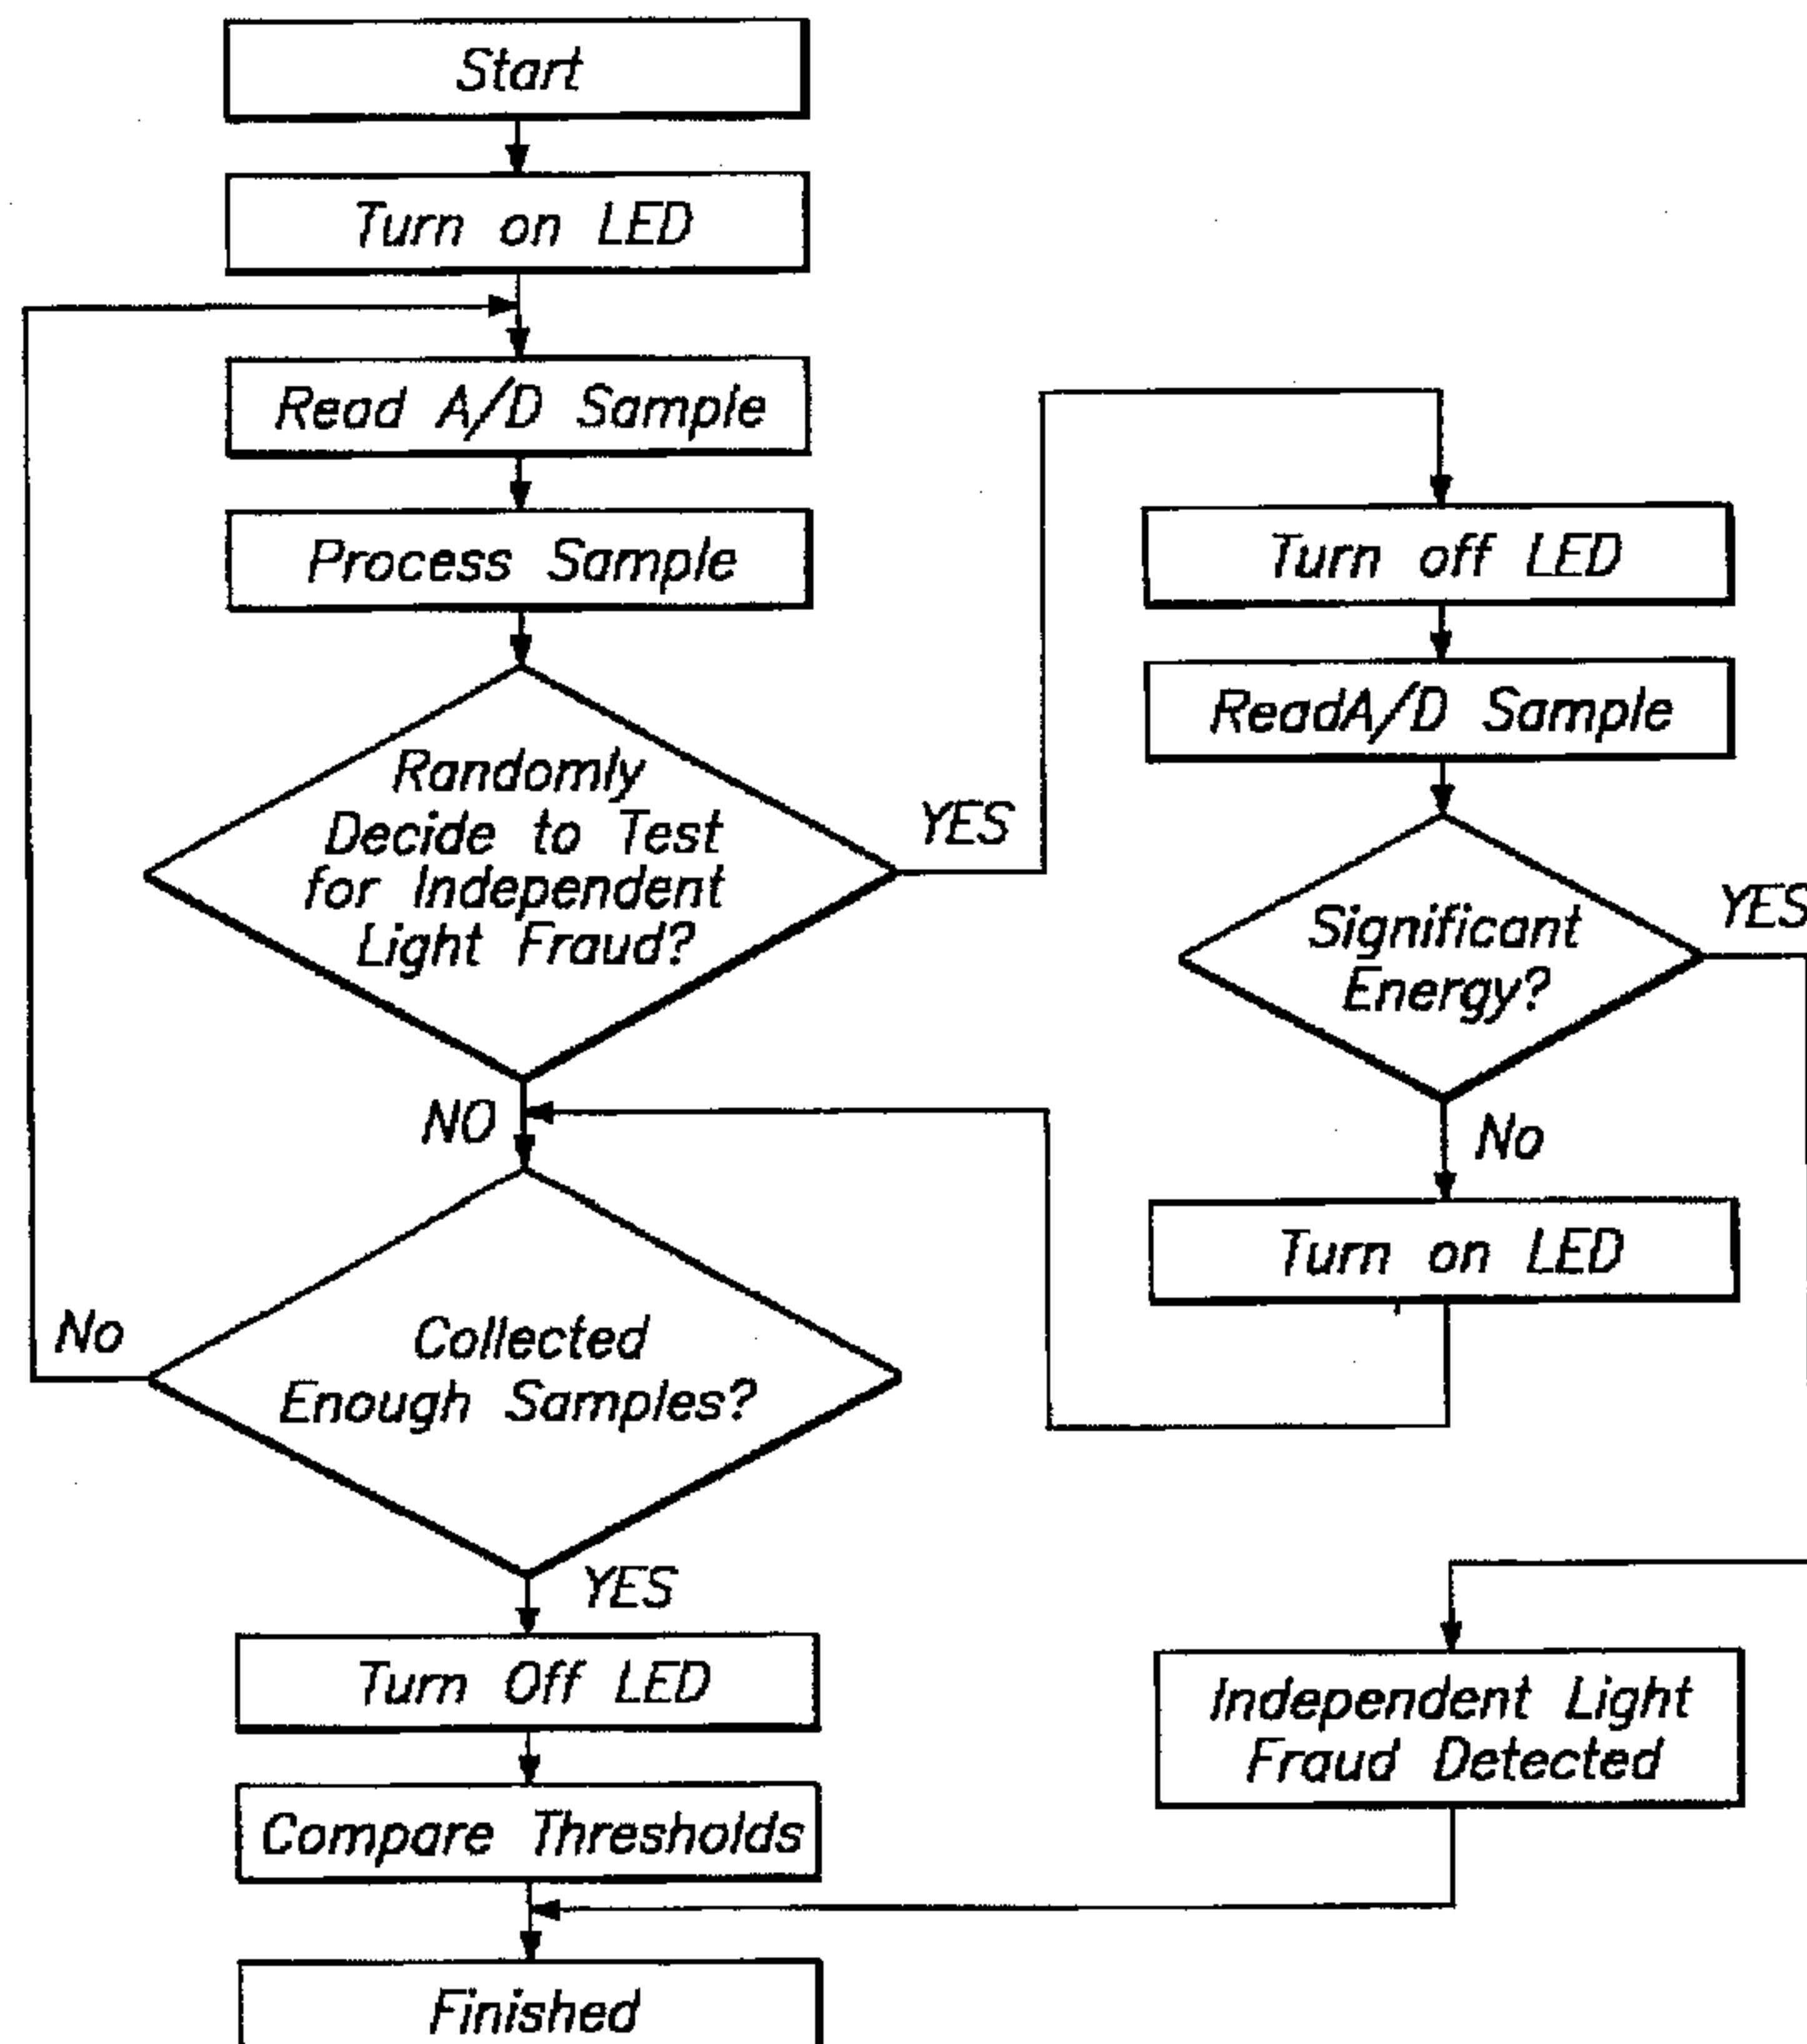 Start
Turn on LED
Read A/D Sample
Process Sample
Randomly
Decide to Test
for Independent
Light Fraud?
YES
NO
Collected
Enough Samples?
No
YES
Turn Off LED
Compare Thresholds
Finished
Turn off LED
ReadA/D Sample
Significant
Energy?
YES
No
Turn on LED
Independent Light
Fraud Detected